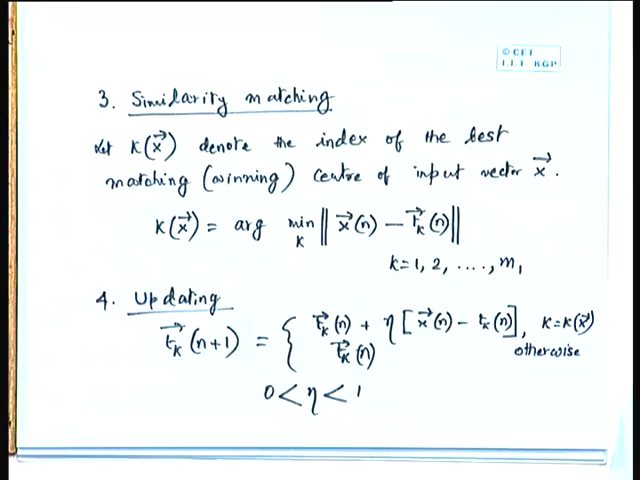 © CET
I.I.T KGP
3. Similarity matching
Let k(x⃗) denote the index of the best
matching (winning) centre of input vector x⃗.
k(x⃗) = arg min_k ‖ x⃗(n) − t⃗_k(n) ‖
k = 1, 2, ....., m₁
4. Updating
t⃗_k(n+1) = { t⃗_k(n) + η [ x⃗(n) − t_k(n) ], k = k(x⃗)
t⃗_k(n) otherwise
0 < η < 1